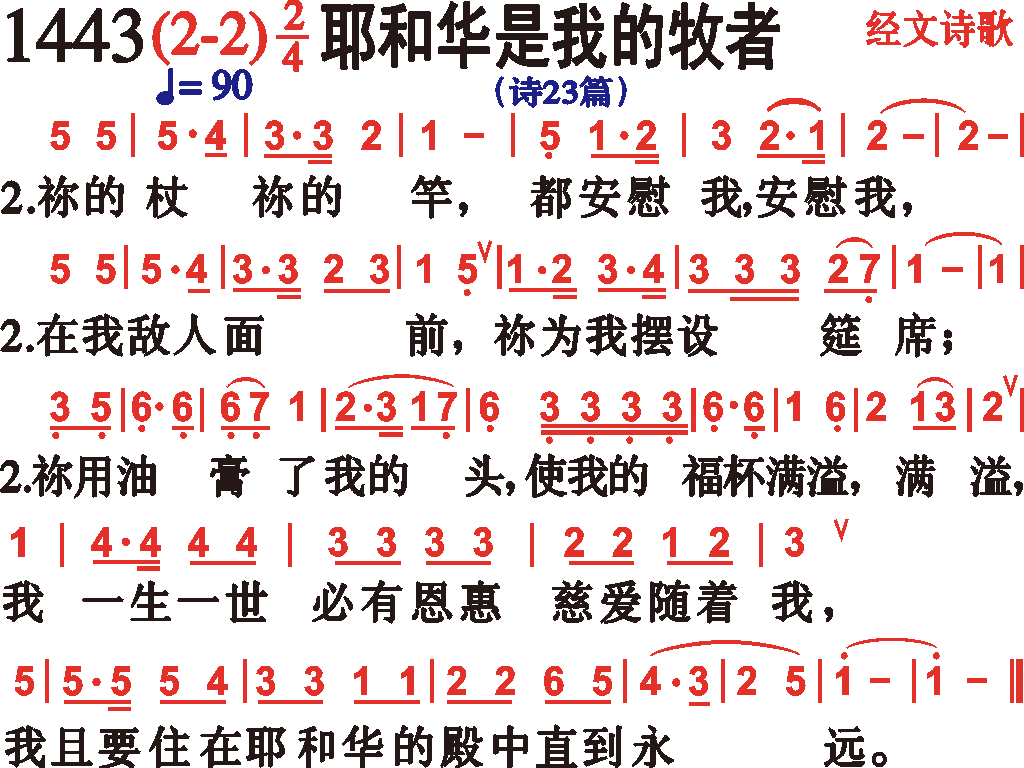 1443(2-2) 2/4 耶和华是我的牧者 经文诗歌
♩= 90 （诗23篇）
5 5 | 5·4 | 3·3 2 | 1 – | 5 1·2 | 3 2·1 | 2 – | 2 – |
2.祢的 杖 祢的 竿， 都安慰 我,安慰我，
5 5 | 5·4 | 3·3 2 3 | 1 5 ∨ | 1·2 3·4 | 3 3 3 2 7 | 1 – | 1 |
2.在我敌人面 前，祢为我摆设 筵 席；
3 5 | 6·6 | 6 7 1 | 2·3 1 7 | 6 3 3 3 3 | 6·6 | 1 6 | 2 1 3 | 2 ∨
2.祢用油 膏 了我的 头,使我的 福杯满溢，满 溢，
1 | 4·4 4 4 | 3 3 3 3 | 2 2 1 2 | 3 ∨
我 一生一世 必有恩惠 慈爱随着 我，
5 | 5·5 5 4 | 3 3 1 1 | 2 2 6 5 | 4·3 | 2 5 | 1 – | 1 – ‖
我且要住在耶和华的殿中直到永 远。